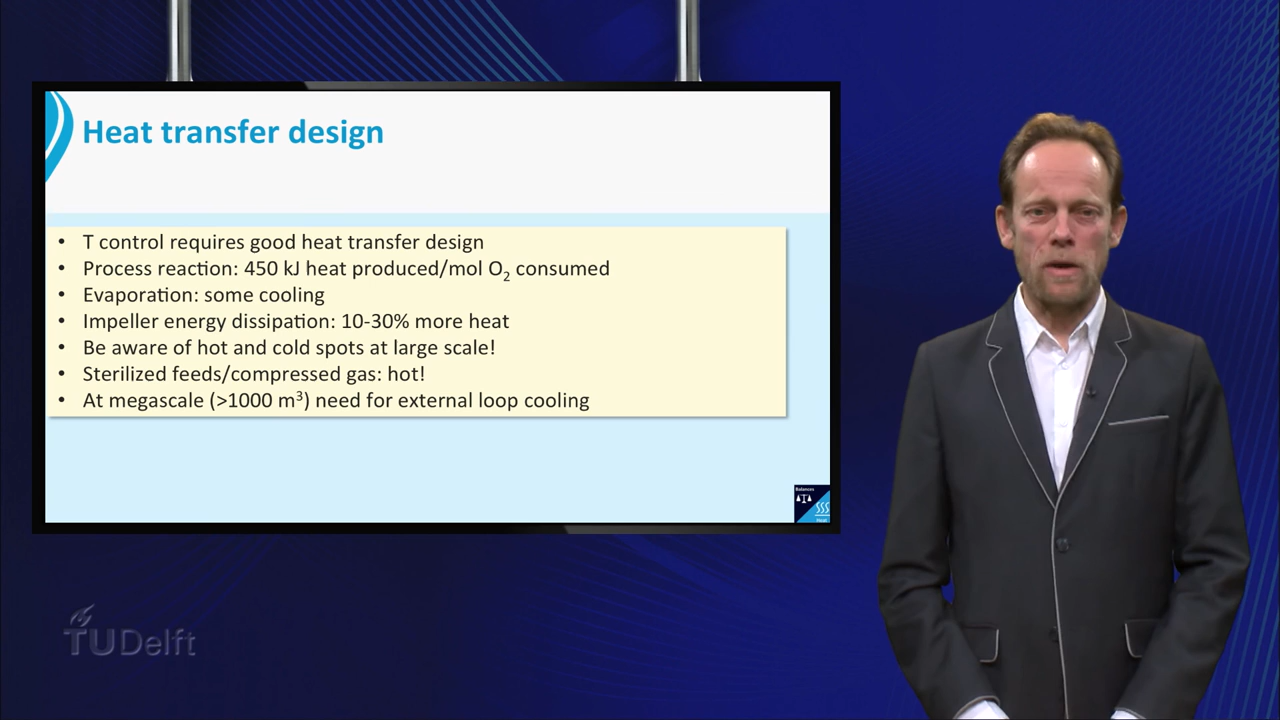 Heat transfer design
• T control requires good heat transfer design
• Process reaction: 450 kJ heat produced/mol O₂ consumed
• Evaporation: some cooling
• Impeller energy dissipation: 10-30% more heat
• Be aware of hot and cold spots at large scale!
• Sterilized feeds/compressed gas: hot!
• At megascale (>1000 m³) need for external loop cooling
Balances
Heat
TUDelft